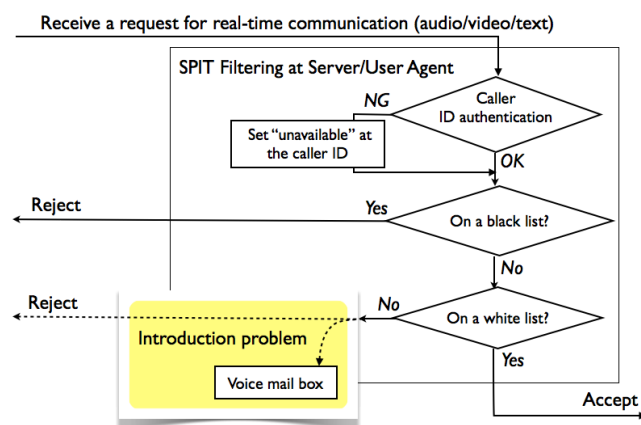 Receive a request for real-time communication (audio/video/text)
SPIT Filtering at Server/User Agent
NG
Caller
ID authentication
Set “unavailable” at
the caller ID
OK
Reject
Yes
On a black list?
No
Reject
No
On a white list?
Introduction problem
Yes
Voice mail box
Accept